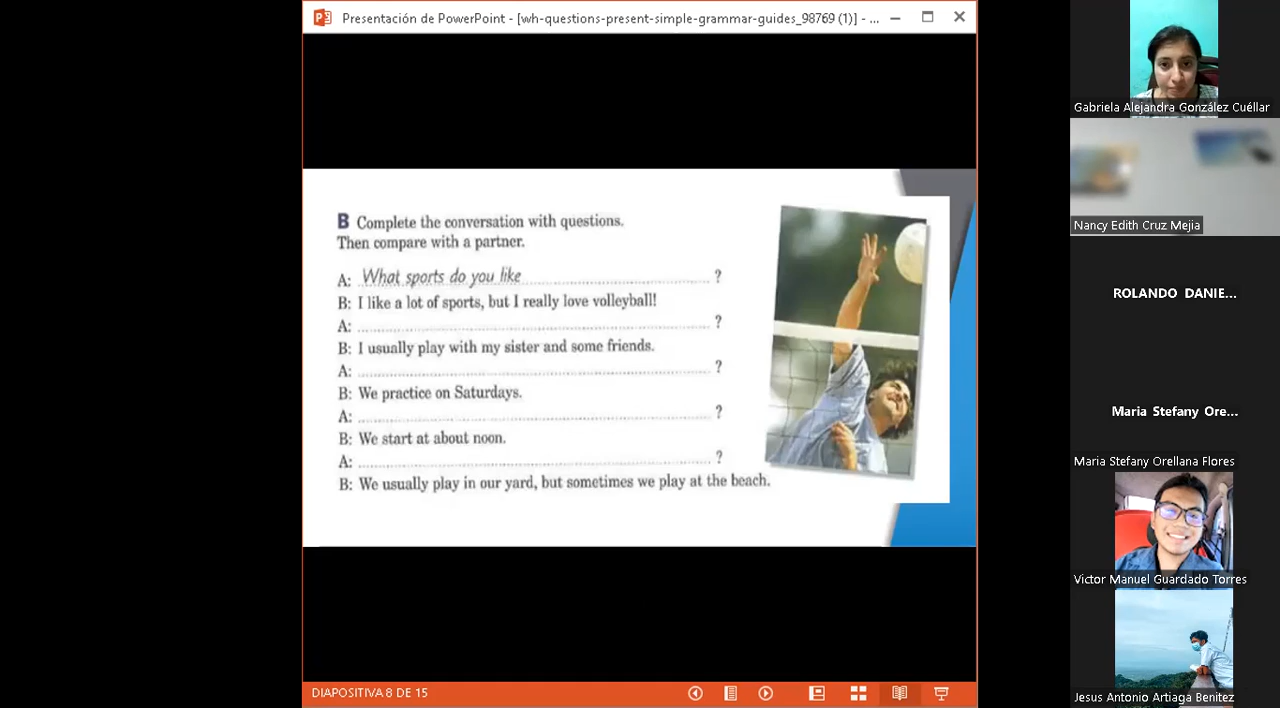 Presentación de PowerPoint - [wh-questions-present-simple-grammar-guides_98769 (1)] - ...
B Complete the conversation with questions.
Then compare with a partner.
A: What sports do you like ?
B: I like a lot of sports, but I really love volleyball!
A: ?
B: I usually play with my sister and some friends.
A: ?
B: We practice on Saturdays.
A: ?
B: We start at about noon.
A: ?
B: We usually play in our yard, but sometimes we play at the beach.
DIAPOSITIVA 8 DE 15
Gabriela Alejandra González Cuéllar
Nancy Edith Cruz Mejia
ROLANDO DANIE...
Maria Stefany Ore...
Maria Stefany Orellana Flores
Victor Manuel Guardado Torres
Jesus Antonio Artiaga Benitez